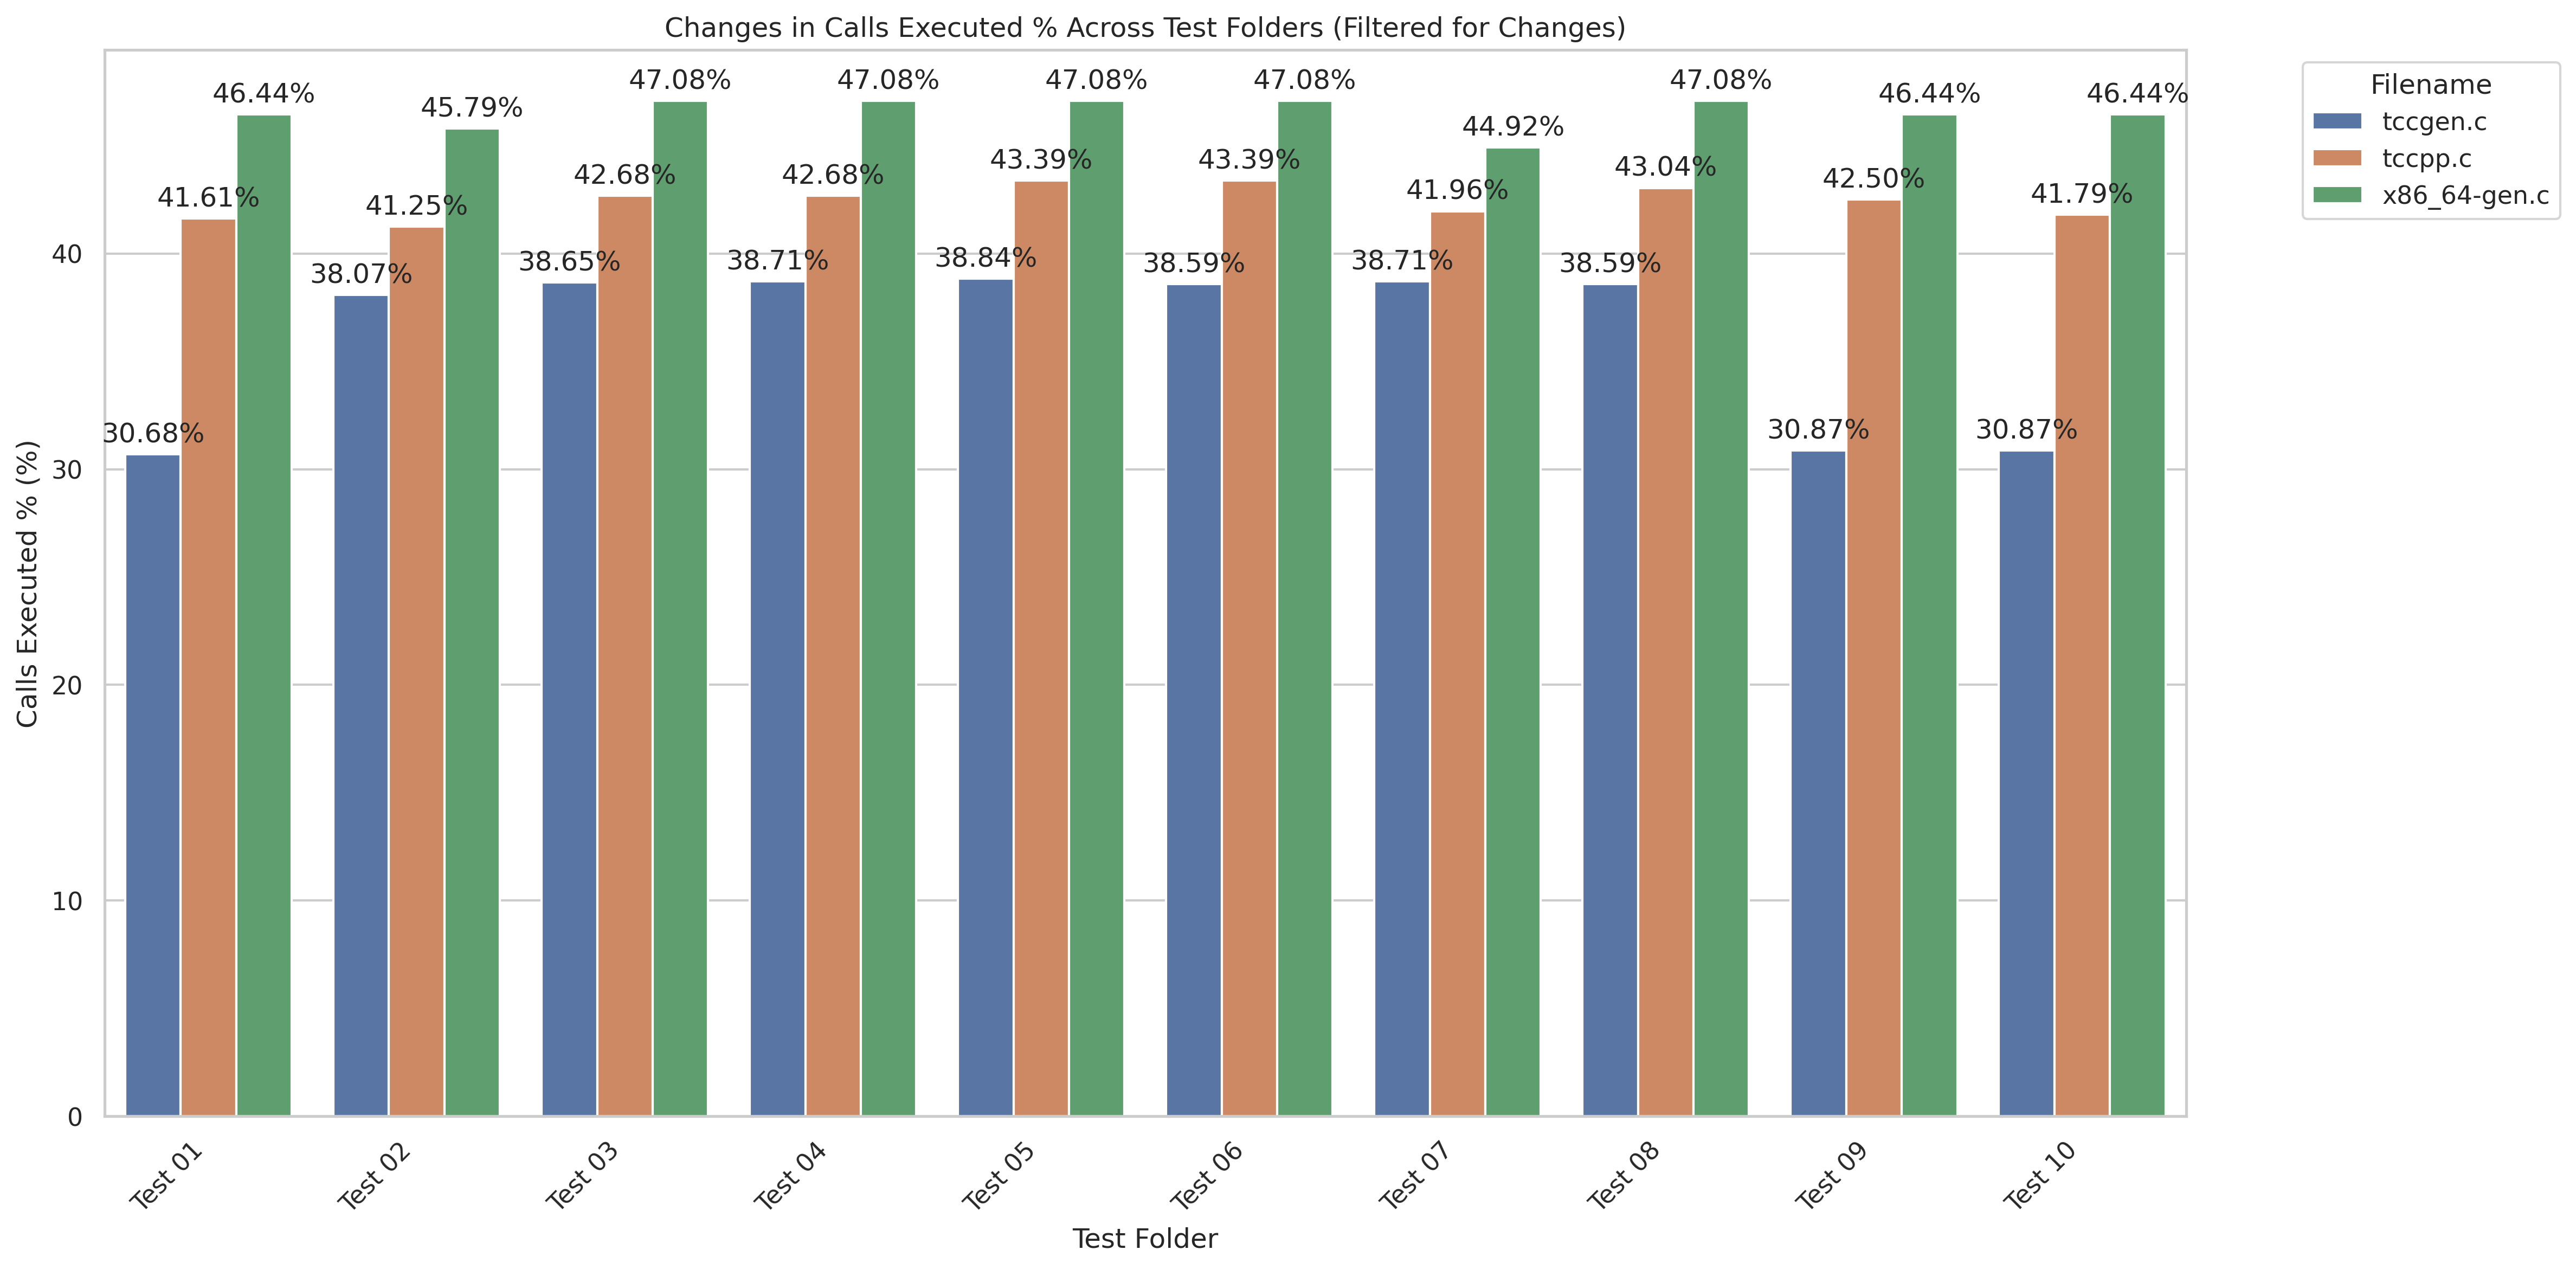 Changes in Calls Executed % Across Test Folders (Filtered for Changes)
Calls Executed % (%)
40
30
20
10
0
30.68%
41.61%
46.44%
38.07%
41.25%
45.79%
38.65%
42.68%
47.08%
38.71%
42.68%
47.08%
38.84%
43.39%
47.08%
38.59%
43.39%
47.08%
38.71%
41.96%
44.92%
38.59%
43.04%
47.08%
30.87%
42.50%
46.44%
30.87%
41.79%
46.44%
Test 01
Test 02
Test 03
Test 04
Test 05
Test 06
Test 07
Test 08
Test 09
Test 10
Test Folder
Filename
tccgen.c
tccpp.c
x86_64-gen.c